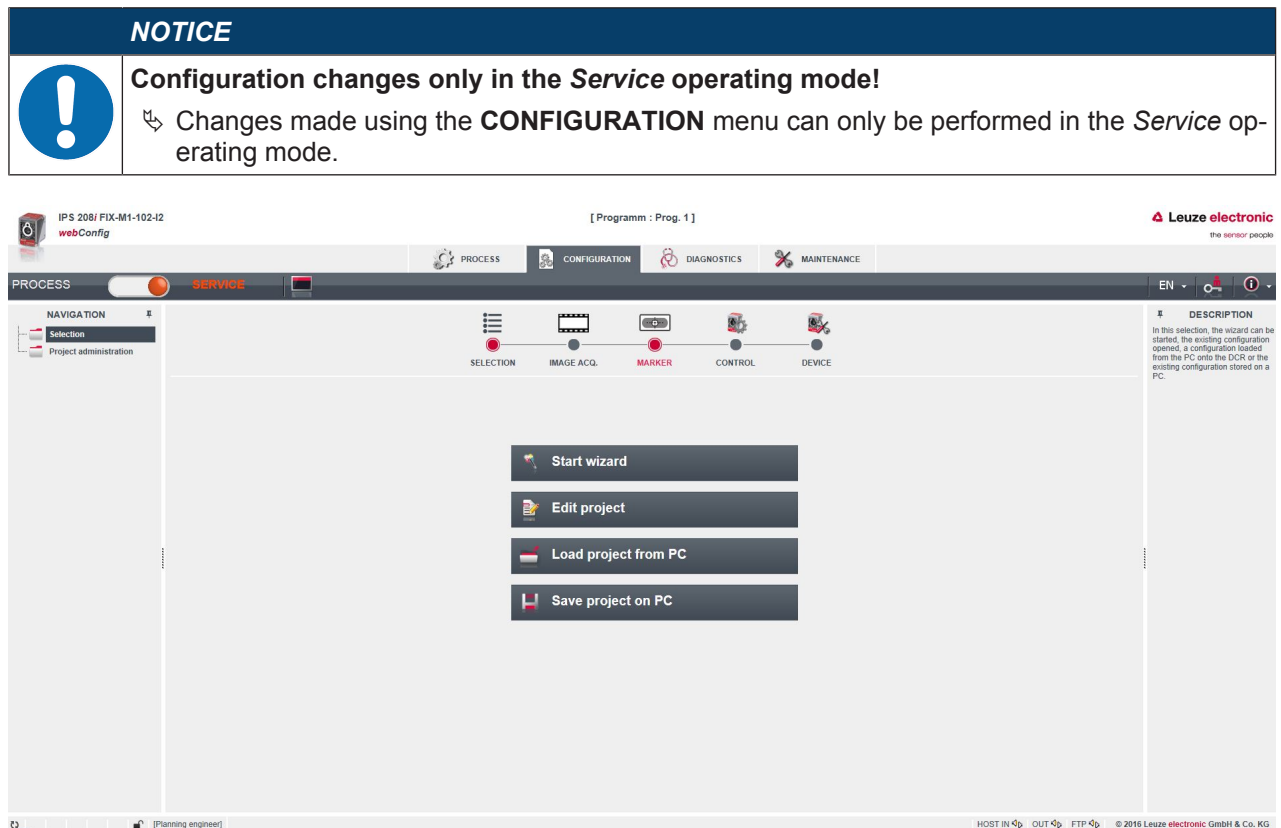 NOTICE
Configuration changes only in the Service operating mode!
Changes made using the CONFIGURATION menu can only be performed in the Service op-
erating mode.
IPS 208i FIX-M1-102-I2
webConfig
[ Programm : Prog. 1 ]
Leuze electronic
the sensor people
PROCESS
CONFIGURATION
DIAGNOSTICS
MAINTENANCE
PROCESS
SERVICE
EN
NAVIGATION
Selection
Project administration
SELECTION
IMAGE ACQ.
MARKER
CONTROL
DEVICE
Start wizard
Edit project
Load project from PC
Save project on PC
DESCRIPTION
In this selection, the wizard can be
started, the existing configuration
opened, a configuration loaded
from the PC onto the DCR or the
existing configuration stored on a
PC.
[Planning engineer]
HOST IN
OUT
FTP
© 2016 Leuze electronic GmbH & Co. KG